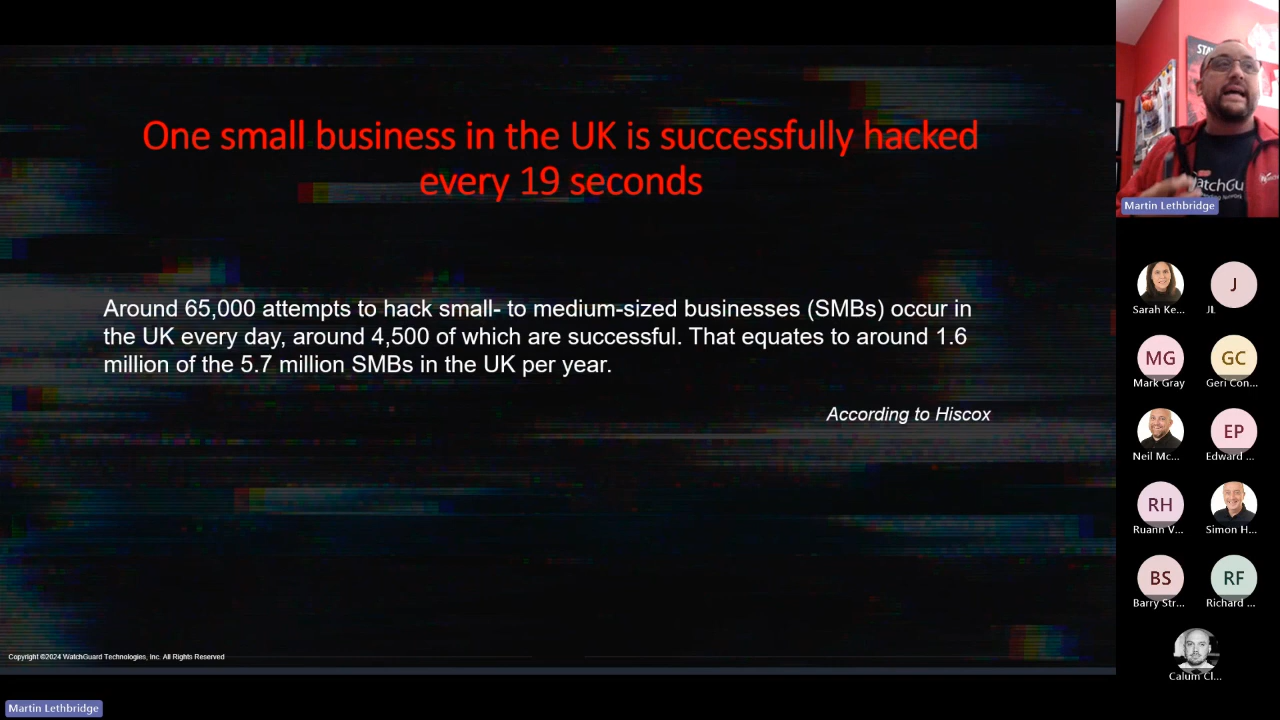 One small business in the UK is successfully hacked
every 19 seconds
Around 65,000 attempts to hack small- to medium-sized businesses (SMBs) occur in
the UK every day, around 4,500 of which are successful. That equates to around 1.6
million of the 5.7 million SMBs in the UK per year.
According to Hiscox
Copyright ©2024 WatchGuard Technologies, Inc. All Rights Reserved
Martin Lethbridge
Martin Lethbridge
Sarah Ke...
J
JL
MG
GC
Mark Gray
Geri Con...
EP
Neil Mc...
Edward ...
RH
Ruann V...
Simon H...
BS
RF
Barry Str...
Richard ...
Calum Cl...